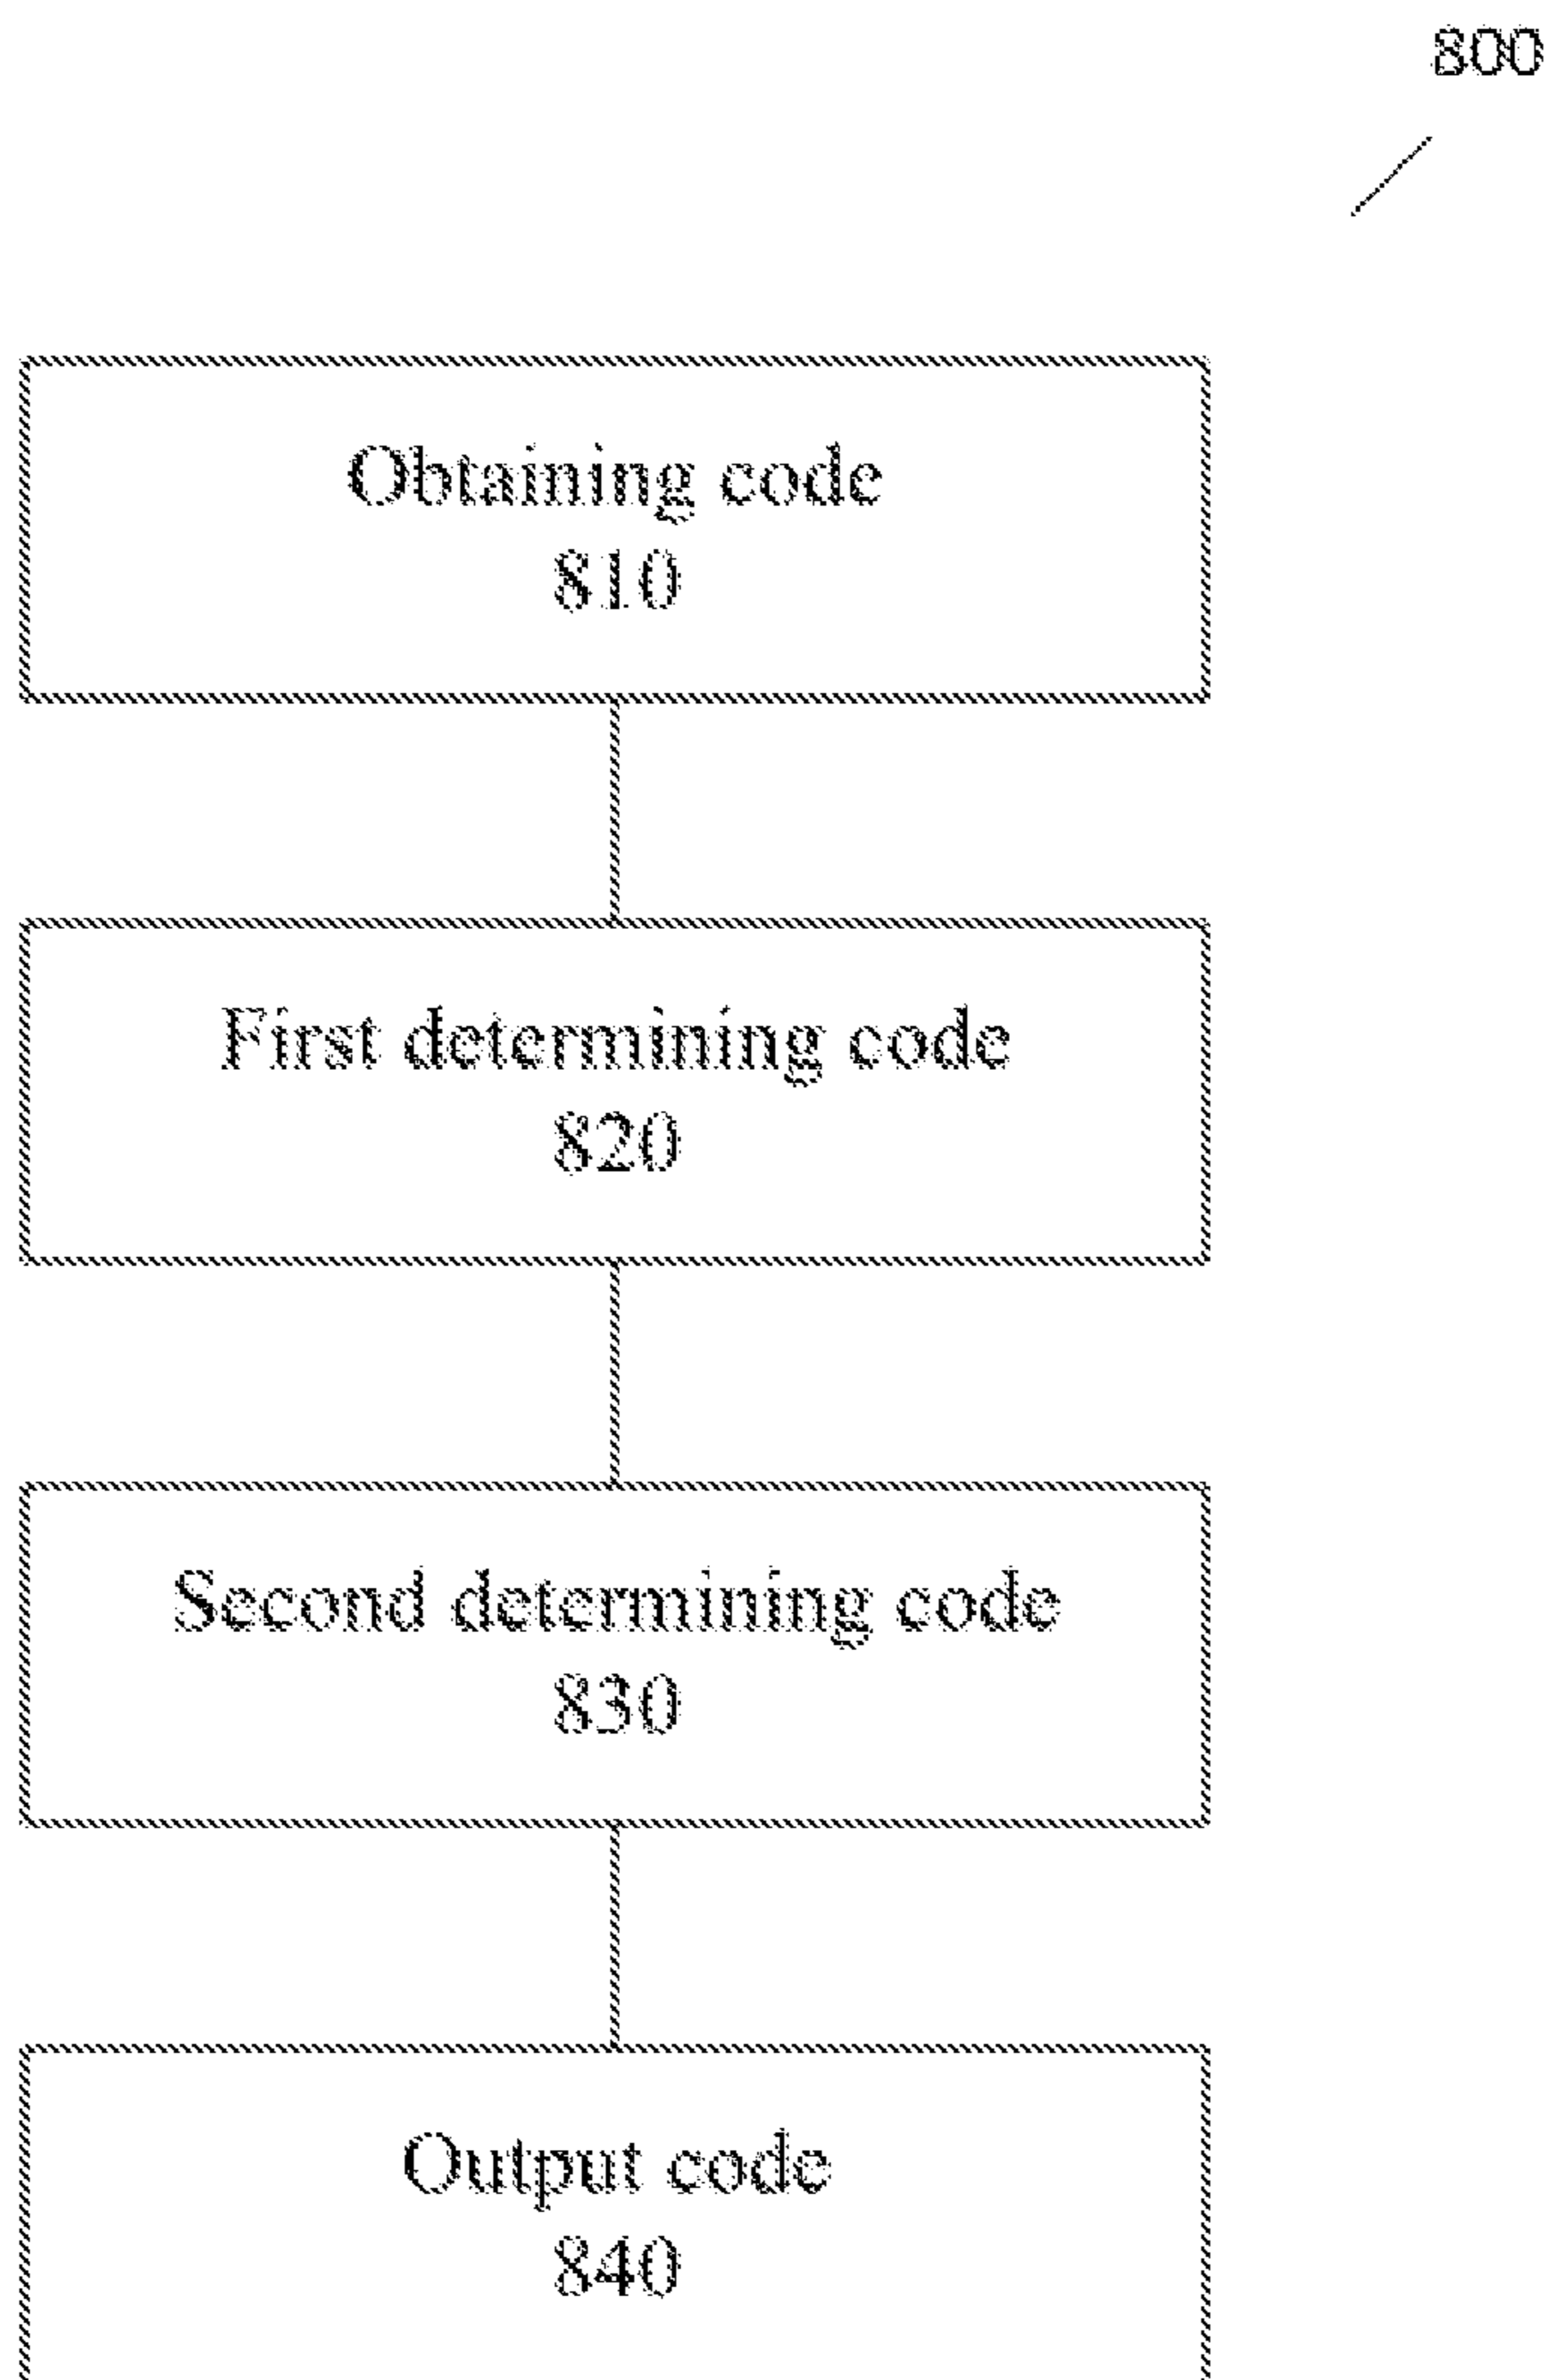 800
Obtaining code
810
First determining code
820
Second determining code
830
Output code
840